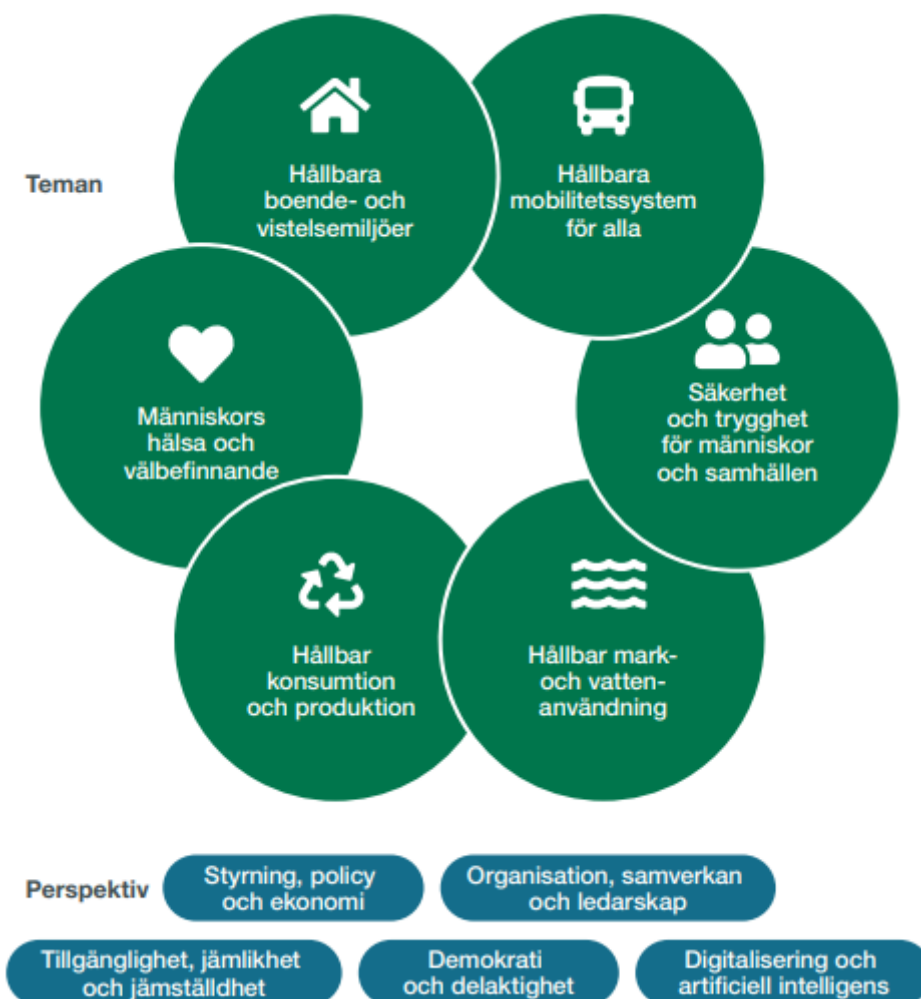 Teman
Hållbara
boende- och
vistelsemiljöer
Hållbara
mobilitetssystem
för alla
Människors
hälsa och
välbefinnande
Säkerhet
och trygghet
för människor
och samhällen
Hållbar
konsumtion
och produktion
Hållbar mark-
och vatten-
användning
Perspektiv
Styrning, policy
och ekonomi
Organisation, samverkan
och ledarskap
Tillgänglighet, jämlikhet
och jämställdhet
Demokrati
och delaktighet
Digitalisering och
artificiell intelligens